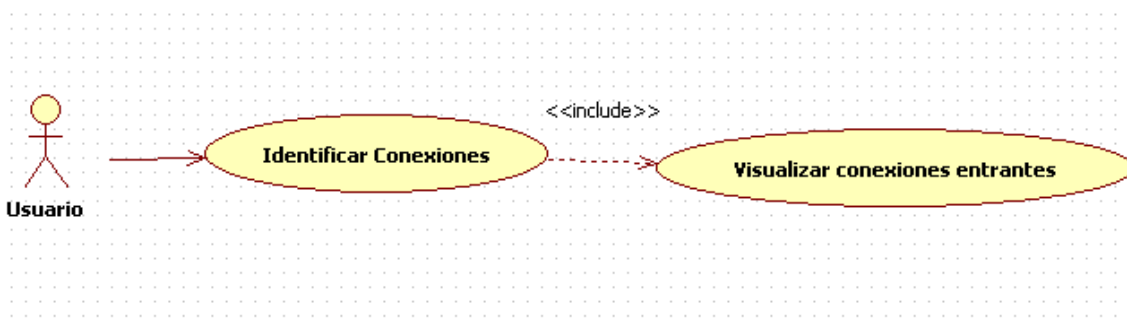 <<include>>
Identificar Conexiones
Visualizar conexiones entrantes
Usuario